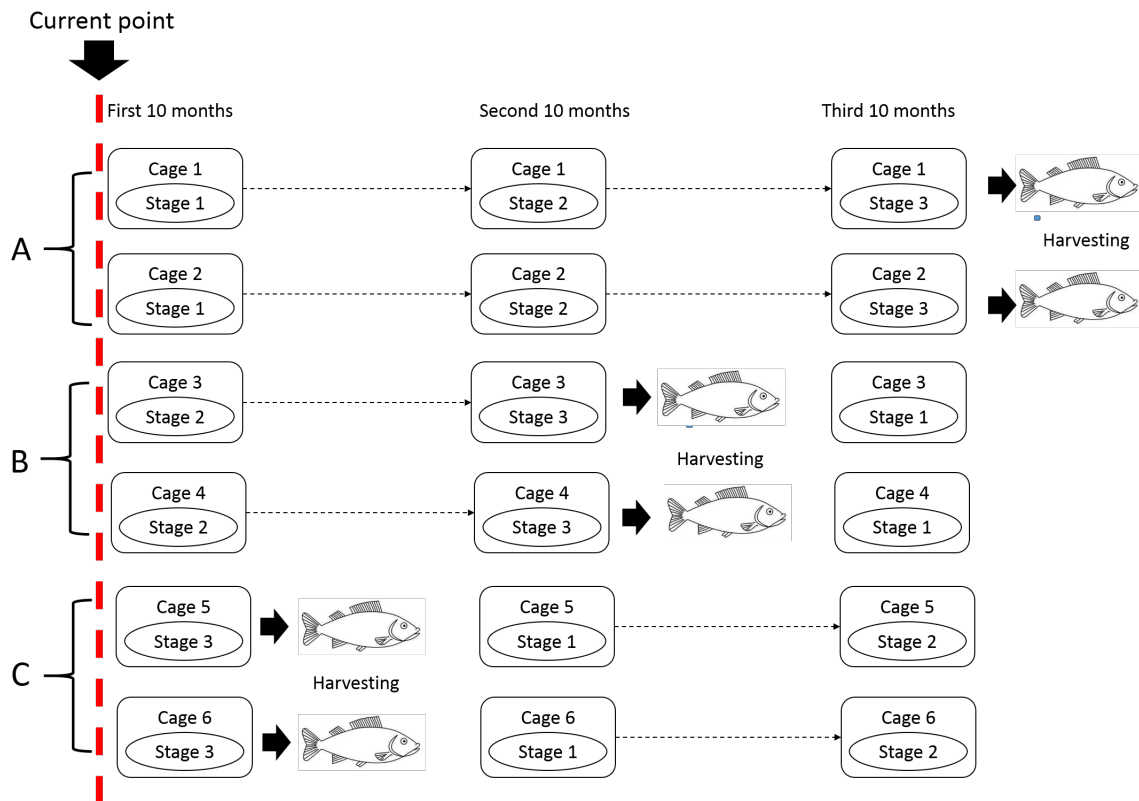 Current point
First 10 months
Second 10 months
Third 10 months
A
Cage 1
Stage 1
Cage 1
Stage 2
Cage 1
Stage 3
Harvesting
Cage 2
Stage 1
Cage 2
Stage 2
Cage 2
Stage 3
B
Cage 3
Stage 2
Cage 3
Stage 3
Harvesting
Cage 3
Stage 1
Cage 4
Stage 2
Cage 4
Stage 3
Cage 4
Stage 1
C
Cage 5
Stage 3
Harvesting
Cage 5
Stage 1
Cage 5
Stage 2
Cage 6
Stage 3
Cage 6
Stage 1
Cage 6
Stage 2